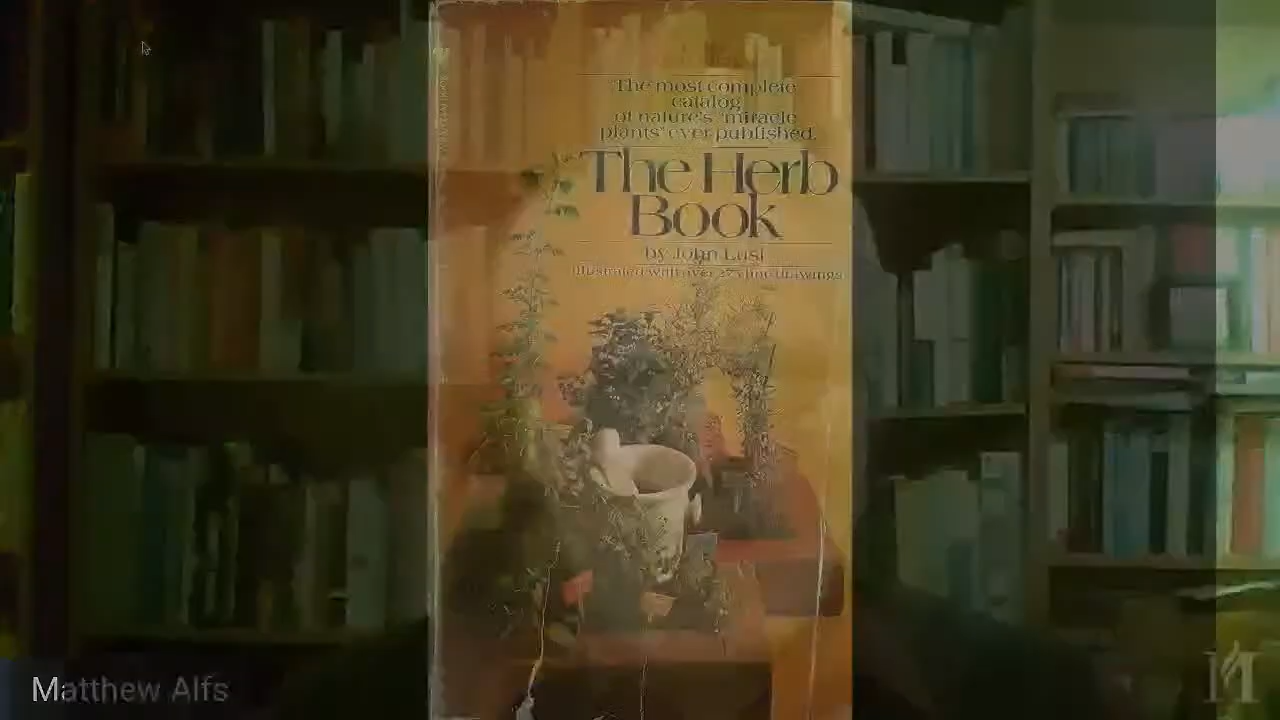 The most complete
catalog
of nature's "miracle
plants" ever published.
The Herb
Book
by John Lust
Illustrated with over 275 line drawings
Matthew Alfs